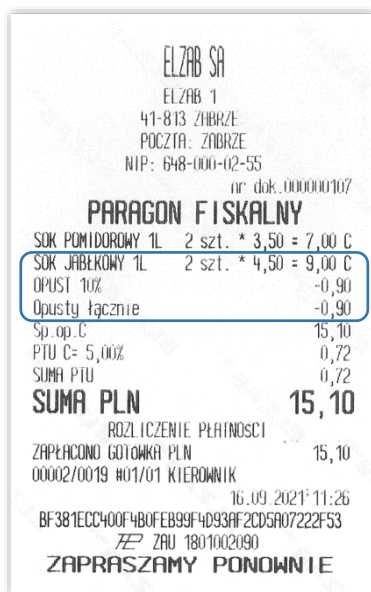 ELZAB SA
ELZAB 1
41-813 ZABRZE
POCZTA: ZABRZE
NIP: 648-000-02-55
nr dok.000000107
PARAGON FISKALNY
SOK POMIDOROWY 1L 2 szt. * 3,50 = 7,00 C
SOK JABŁKOWY 1L 2 szt. * 4,50 = 9,00 C
OPUST 10% -0,90
Opusty łącznie -0,90
Sp.op.C 15,10
PTU C= 5,00% 0,72
SUMA PTU 0,72
SUMA PLN 15,10
ROZLICZENIE PŁATNOŚCI
ZAPŁACONO GOTÓWKA PLN 15,10
00002/0019 #01/01 KIEROWNIK
16.09.2021 11:26
BF381ECC400F4B0FEB99F4D93AF2CD5A07222F53
ZAU 1801002090
ZAPRASZAMY PONOWNIE